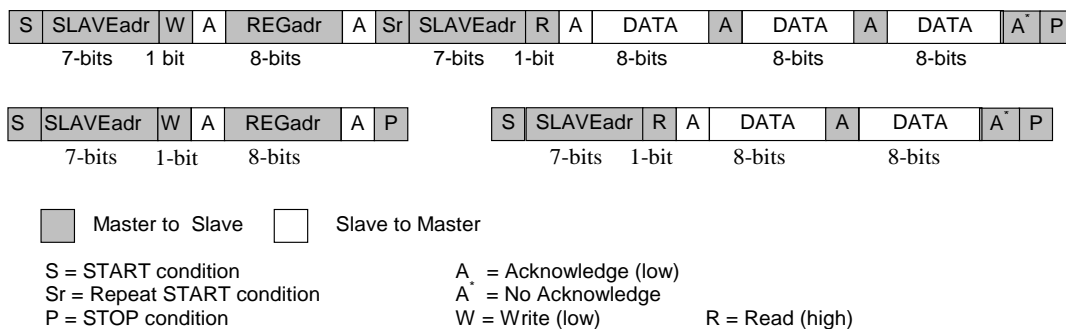 S SLAVEadr W A REGadr A Sr SLAVEadr R A DATA A DATA A DATA A* P
7-bits 1 bit 8-bits 7-bits 1-bit 8-bits 8-bits 8-bits
S SLAVEadr W A REGadr A P S SLAVEadr R A DATA A DATA A* P
7-bits 1-bit 8-bits 7-bits 1-bit 8-bits 8-bits
Master to Slave Slave to Master
S = START condition A = Acknowledge (low)
Sr = Repeat START condition A* = No Acknowledge
P = STOP condition W = Write (low) R = Read (high)